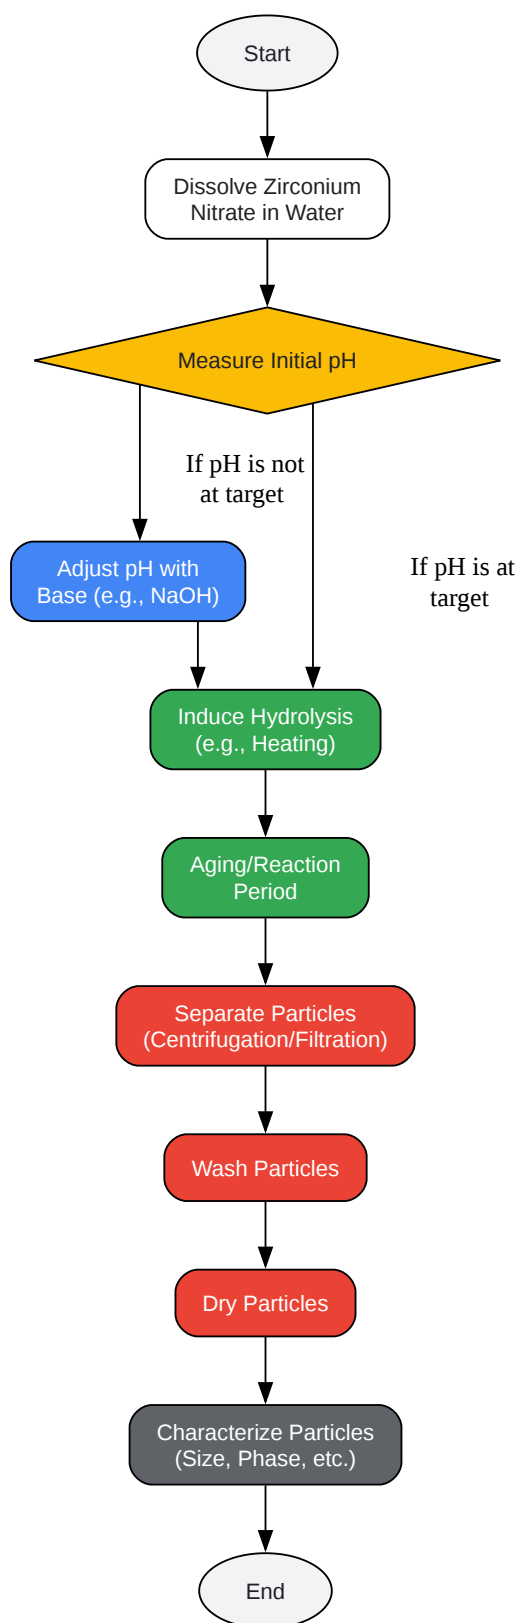 Start
Dissolve Zirconium
Nitrate in Water
Measure Initial pH
If pH is not
at target
Adjust pH with
Base (e.g., NaOH)
If pH is at
target
Induce Hydrolysis
(e.g., Heating)
Aging/Reaction
Period
Separate Particles
(Centrifugation/Filtration)
Wash Particles
Dry Particles
Characterize Particles
(Size, Phase, etc.)
End